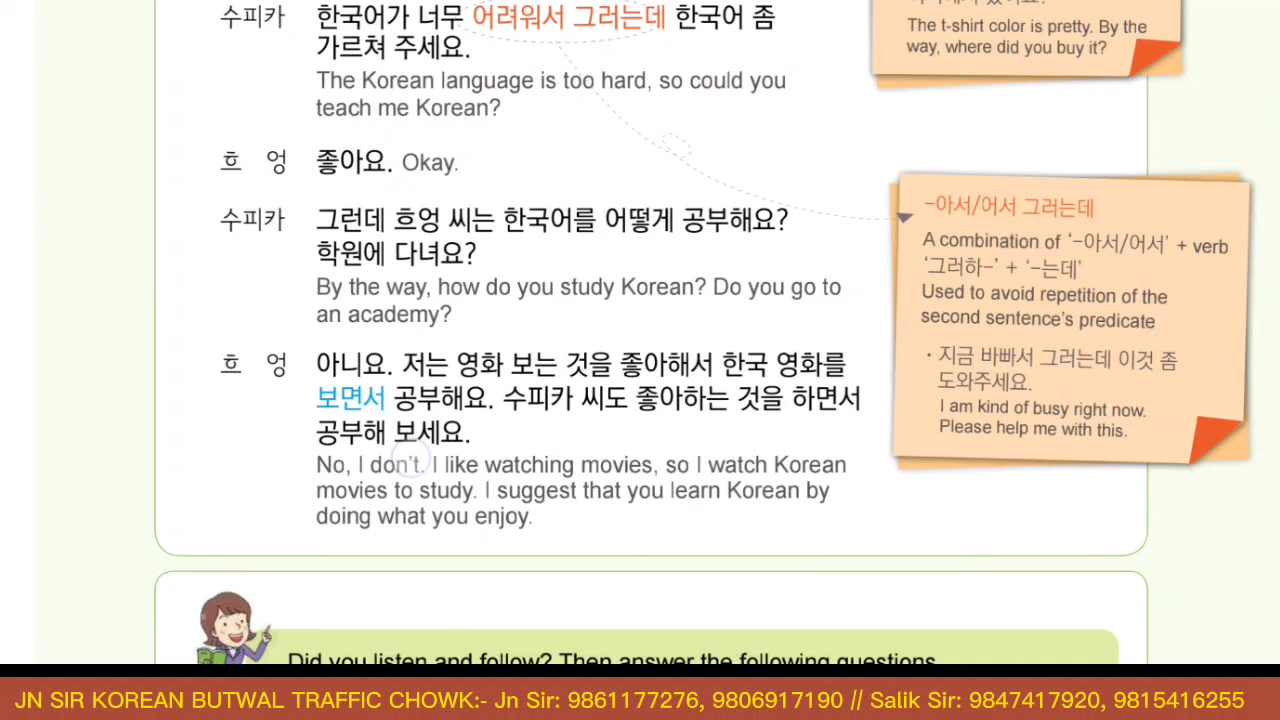 수피카 한국어가 너무 어려워서 그러는데 한국어 좀
가르쳐 주세요.
The Korean language is too hard, so could you
teach me Korean?
흐 엉 좋아요. Okay.
수피카 그런데 흐엉 씨는 한국어를 어떻게 공부해요?
학원에 다녀요?
By the way, how do you study Korean? Do you go to
an academy?
흐 엉 아니요. 저는 영화 보는 것을 좋아해서 한국 영화를
보면서 공부해요. 수피카 씨도 좋아하는 것을 하면서
공부해 보세요.
No, I don't. I like watching movies, so I watch Korean
movies to study. I suggest that you learn Korean by
doing what you enjoy.
The t-shirt color is pretty. By the
way, where did you buy it?
-아서/어서 그러는데
A combination of '-아서/어서' + verb
'그러하-' + '-는데'
Used to avoid repetition of the
second sentence's predicate
· 지금 바빠서 그러는데 이것 좀
도와주세요.
I am kind of busy right now.
Please help me with this.
Did you listen and follow? Then answer the following questions
JN SIR KOREAN BUTWAL TRAFFIC CHOWK:- Jn Sir: 9861177276, 9806917190 // Salik Sir: 9847417920, 9815416255